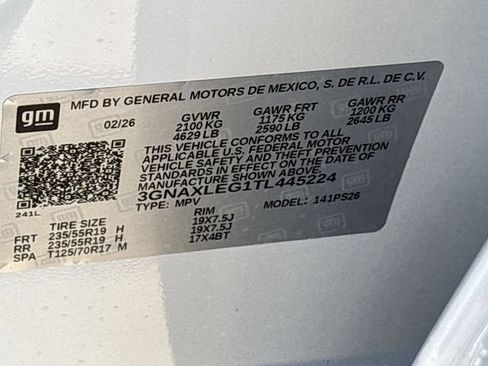 gm
MFD BY GENERAL MOTORS DE MEXICO, S. DE R.L. DE C.V.
02/26 GVWR GAWR FRT GAWR RR
2100 KG 1175 KG 1200 KG
4629 LB 2590 LB 2645 LB
THIS VEHICLE CONFORMS TO ALL
APPLICABLE U.S. FEDERAL MOTOR
VEHICLE SAFETY AND THEFT PREVENTION
STANDARDS IN EFFECT ON THE DATE OF
MANUFACTURE SHOWN ABOVE.
3GNAXLEG1TL445224
TYPE: MPV MODEL: 141PS26
241L
TIRE SIZE RIM
FRT 235/55R19 H 19X7.5J
RR 235/55R19 H 19X7.5J
SPA T125/70R17 M 17X4BT